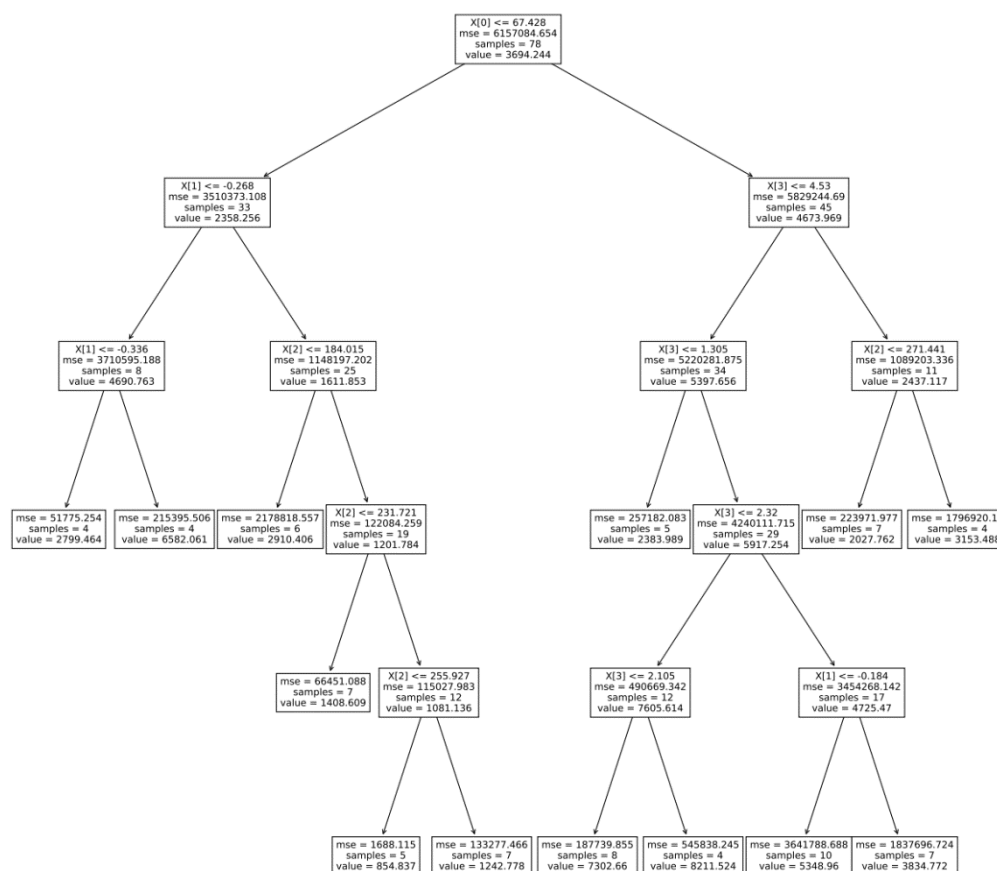 X[0] <= 67.428
mse = 6157084.654
samples = 78
value = 3694.244
X[1] <= -0.268
mse = 3510373.108
samples = 33
value = 2358.256
X[3] <= 4.53
mse = 5829244.69
samples = 45
value = 4673.969
X[1] <= -0.336
mse = 3710595.188
samples = 8
value = 4690.763
X[2] <= 184.015
mse = 1148197.202
samples = 25
value = 1611.853
X[3] <= 1.305
mse = 5220281.875
samples = 34
value = 5397.656
X[2] <= 271.441
mse = 1089203.336
samples = 11
value = 2437.117
mse = 51775.254
samples = 4
value = 2799.464
mse = 215395.506
samples = 4
value = 6582.061
mse = 2178818.557
samples = 6
value = 2910.406
X[2] <= 231.721
mse = 122084.259
samples = 19
value = 1201.784
mse = 257182.083
samples = 5
value = 2383.989
X[3] <= 2.32
mse = 4240111.715
samples = 29
value = 5917.254
mse = 223971.977
samples = 7
value = 2027.762
mse = 1796920.1
samples = 4
value = 3153.488
mse = 66451.088
samples = 7
value = 1408.609
X[2] <= 255.927
mse = 115027.983
samples = 12
value = 1081.136
X[3] <= 2.105
mse = 490669.342
samples = 12
value = 7605.614
X[1] <= -0.184
mse = 3454268.142
samples = 17
value = 4725.47
mse = 1688.115
samples = 5
value = 854.837
mse = 133277.466
samples = 7
value = 1242.778
mse = 187739.855
samples = 8
value = 7302.66
mse = 545838.245
samples = 4
value = 8211.524
mse = 3641788.688
samples = 10
value = 5348.96
mse = 1837696.724
samples = 7
value = 3834.772